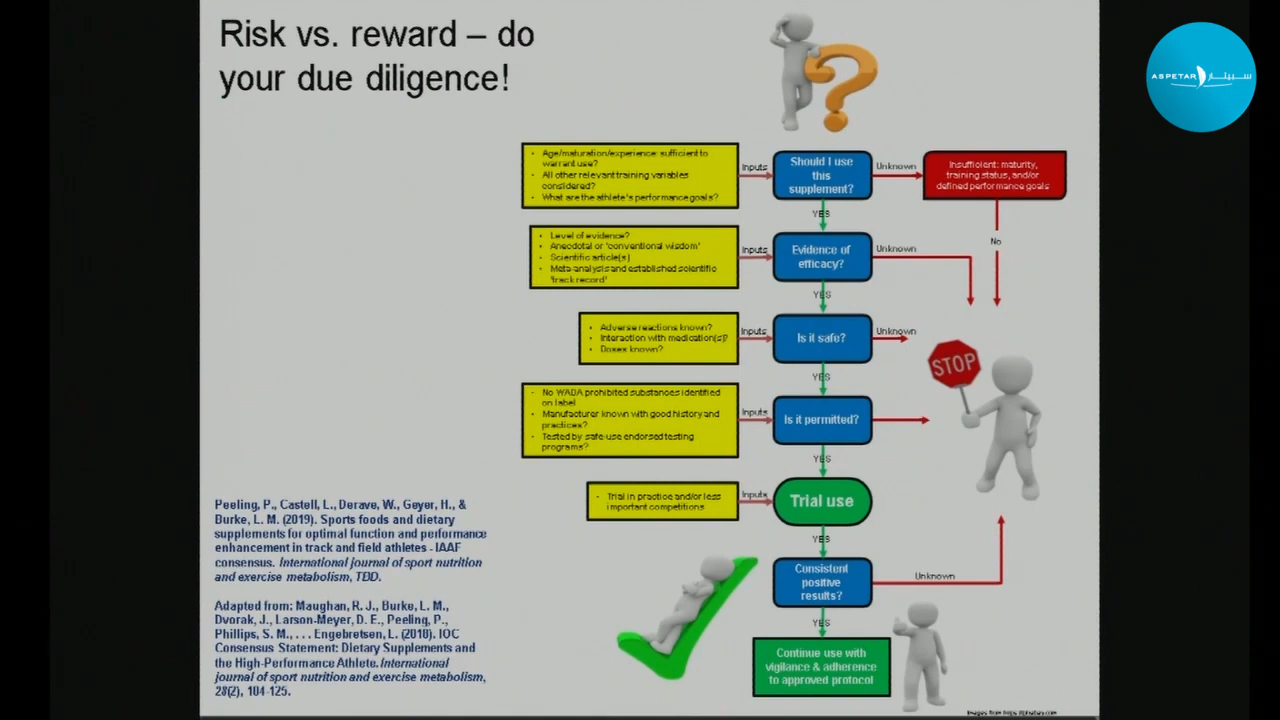 Risk vs. reward – do
your due diligence!
ASPETAR سبيتار
• Age/maturation/experience: sufficient to
warrant use?
• All other relevant training variables
considered?
• What are the athlete's performance goals?
Inputs
Should I use
this
supplement?
Unknown
Insufficient: maturity,
training status, and/or
defined performance goals
YES
No
• Level of evidence?
• Anecdotal or 'conventional wisdom'
• Scientific article(s)
• Meta-analysis and established scientific
'track record'
Inputs
Evidence of
efficacy?
Unknown
YES
• Adverse reactions known?
• Interaction with medication(s)?
• Doses known?
Inputs
Is it safe?
Unknown
STOP
YES
• No WADA prohibited substances identified
on label
• Manufacturer known with good history and
practices?
• Tested by safe-use endorsed testing
programs?
Inputs
Is it permitted?
YES
• Trial in practice and/or less
important competitions
Inputs
Trial use
YES
Consistent
positive
results?
Unknown
YES
Continue use with
vigilance & adherence
to approved protocol
Peeling, P., Castell, L., Derave, W., Geyer, H., &
Burke, L. M. (2019). Sports foods and dietary
supplements for optimal function and performance
enhancement in track and field athletes - IAAF
consensus. International journal of sport nutrition
and exercise metabolism, TBD.
Adapted from: Maughan, R. J., Burke, L. M.,
Dvorak, J., Larson-Meyer, D. E., Peeling, P.,
Phillips, S. M., . . . Engebretsen, L. (2018). IOC
Consensus Statement: Dietary Supplements and
the High-Performance Athlete. International
journal of sport nutrition and exercise metabolism,
28(2), 104-125.
Images from